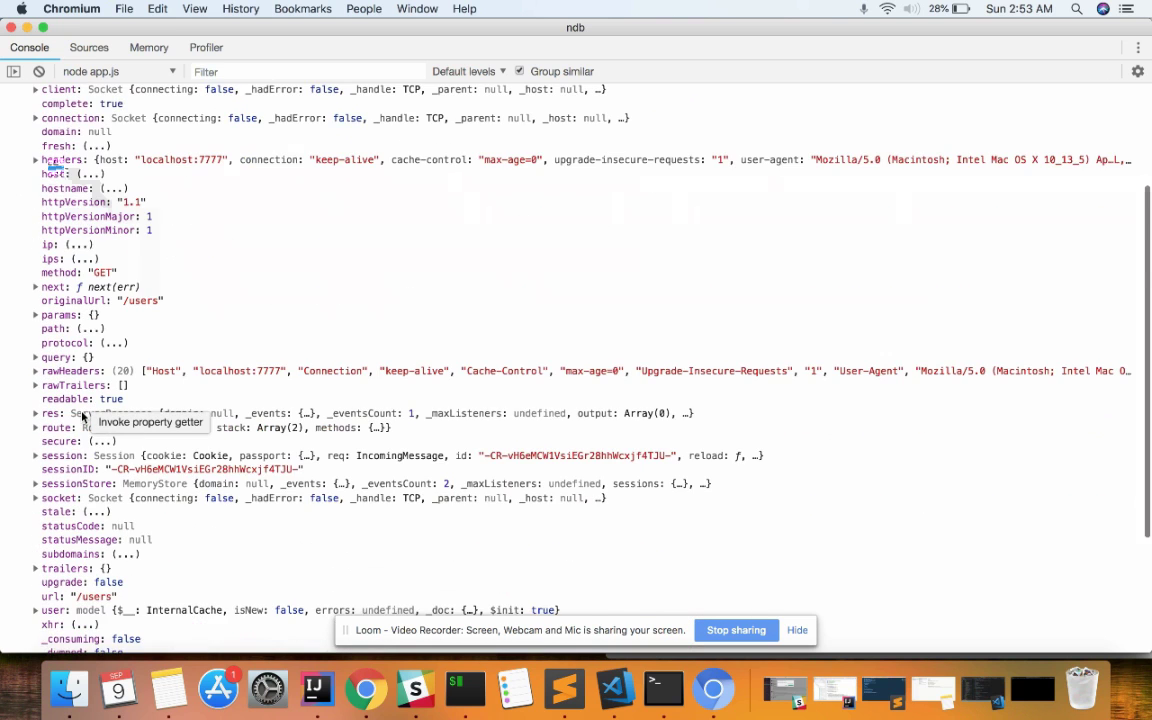 Chromium File Edit View History Bookmarks People Window Help 28% Sun 2:53 AM
ndb
Console Sources Memory Profiler
node app.js Filter Default levels Group similar
client: Socket {connecting: false, _hadError: false, _handle: TCP, _parent: null, _host: null, …}
complete: true
connection: Socket {connecting: false, _hadError: false, _handle: TCP, _parent: null, _host: null, …}
domain: null
fresh: (...)
headers: {host: "localhost:7777", connection: "keep-alive", cache-control: "max-age=0", upgrade-insecure-requests: "1", user-agent: "Mozilla/5.0 (Macintosh; Intel Mac OS X 10_13_5) Ap…L,…
host: (...)
hostname: (...)
httpVersion: "1.1"
httpVersionMajor: 1
httpVersionMinor: 1
ip: (...)
ips: (...)
method: "GET"
next: ƒ next(err)
originalUrl: "/users"
params: {}
path: (...)
protocol: (...)
query: {}
rawHeaders: (20) ["Host", "localhost:7777", "Connection", "keep-alive", "Cache-Control", "max-age=0", "Upgrade-Insecure-Requests", "1", "User-Agent", "Mozilla/5.0 (Macintosh; Intel Mac O…
rawTrailers: []
readable: true
res: null, _events: {…}, _eventsCount: 1, _maxListeners: undefined, output: Array(0), …}
Invoke property getter
route: stack: Array(2), methods: {…}}
secure: (...)
session: Session {cookie: Cookie, passport: {…}, req: IncomingMessage, id: "-CR-vH6eMCW1VsiEGr28hhWcxjf4TJU-", reload: ƒ, …}
sessionID: "-CR-vH6eMCW1VsiEGr28hhWcxjf4TJU-"
sessionStore: MemoryStore {domain: null, _events: {…}, _eventsCount: 2, _maxListeners: undefined, sessions: {…}, …}
socket: Socket {connecting: false, _hadError: false, _handle: TCP, _parent: null, _host: null, …}
stale: (...)
statusCode: null
statusMessage: null
subdomains: (...)
trailers: {}
upgrade: false
url: "/users"
user: model {$__: InternalCache, isNew: false, errors: undefined, _doc: {…}, $init: true}
xhr: (...)
_consuming: false
Loom - Video Recorder: Screen, Webcam and Mic is sharing your screen. Stop sharing Hide
SEP
9
1
IJ
S
$
>_